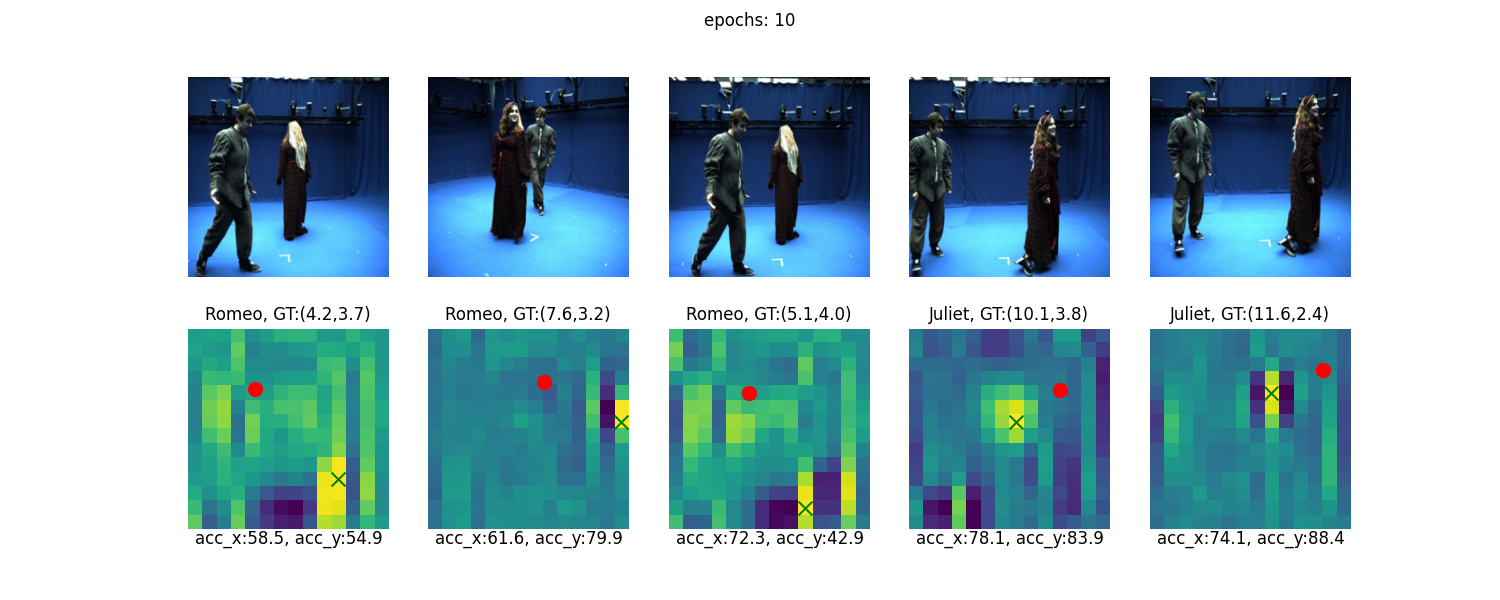 epochs: 10
Romeo, GT:(4.2,3.7)
Romeo, GT:(7.6,3.2)
Romeo, GT:(5.1,4.0)
Juliet, GT:(10.1,3.8)
Juliet, GT:(11.6,2.4)
acc_x:58.5, acc_y:54.9
acc_x:61.6, acc_y:79.9
acc_x:72.3, acc_y:42.9
acc_x:78.1, acc_y:83.9
acc_x:74.1, acc_y:88.4